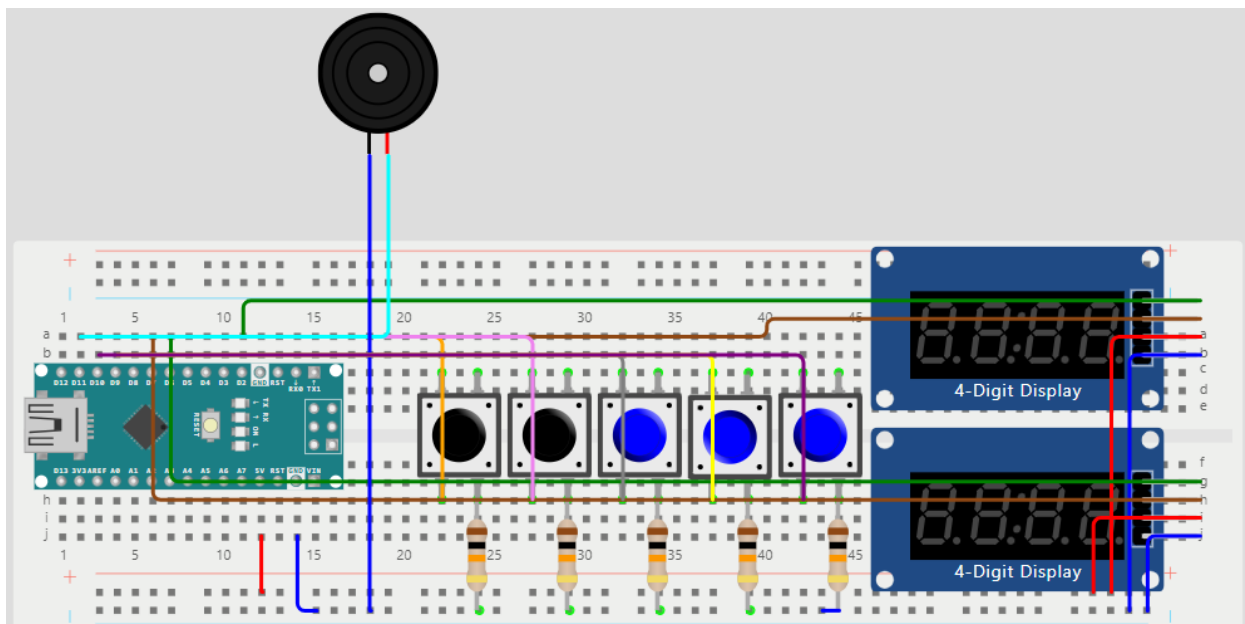 + +
1 5 10 15 20 25 30 35 40 45
a a
b b
c
d
e
D12 D11 D10 D9 D8 D5 D4 D3 D2 GND RST RX0 TX1
RESET
TX RX ON L
4-Digit Display
D13 3V3 AREF A0 A1 A4 A5 A6 A7 5V RST GND VIN
f
g
h h
i i
j j
1 5 10 15 20 25 30 35 40 45
4-Digit Display
+ +